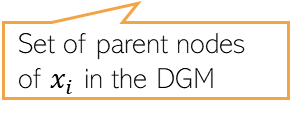 Set of parent nodes
of xᵢ in the DGM